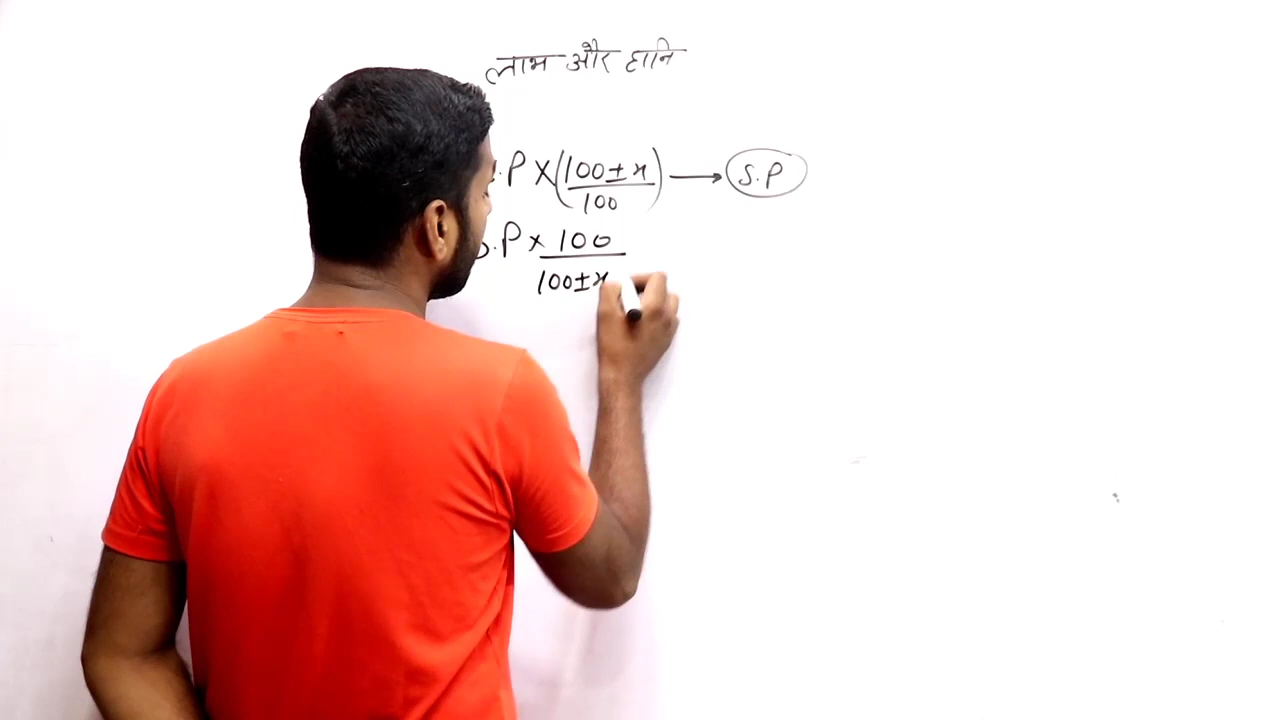 लाभ और हानि
.P × (100±x / 100) → S.P
.P × 100 / 100±x